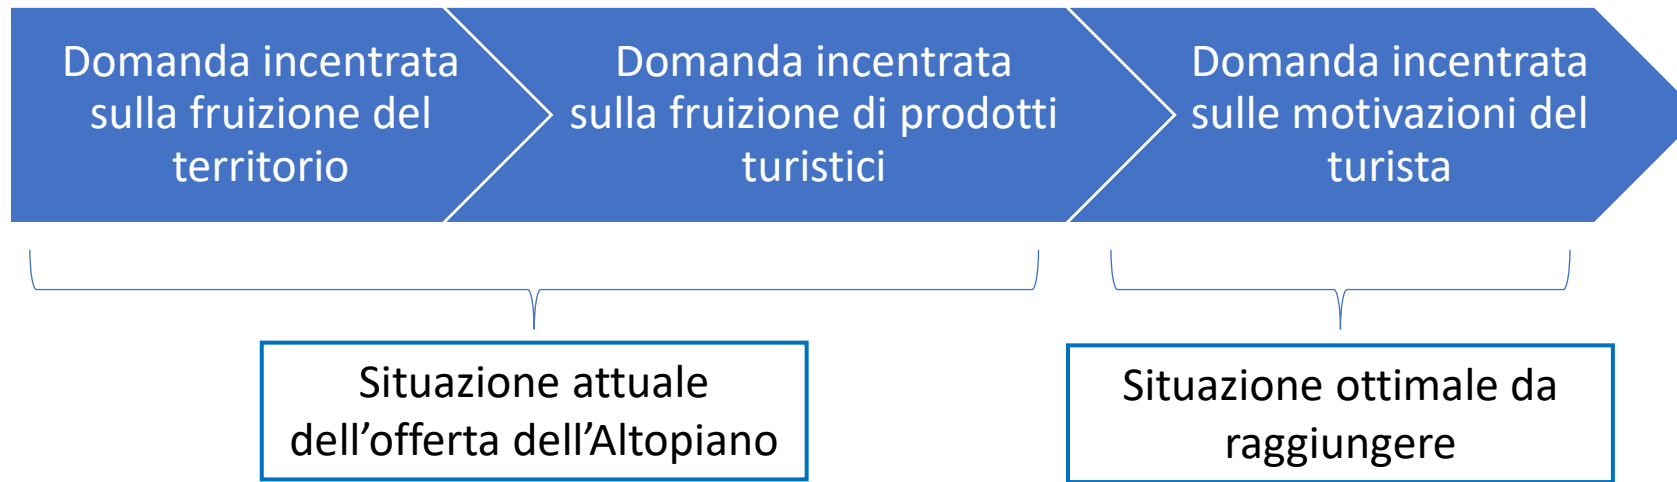 Domanda incentrata
sulla fruizione del
territorio
Domanda incentrata
sulla fruizione di prodotti
turistici
Domanda incentrata
sulle motivazioni del
turista
Situazione attuale
dell’offerta dell’Altopiano
Situazione ottimale da
raggiungere